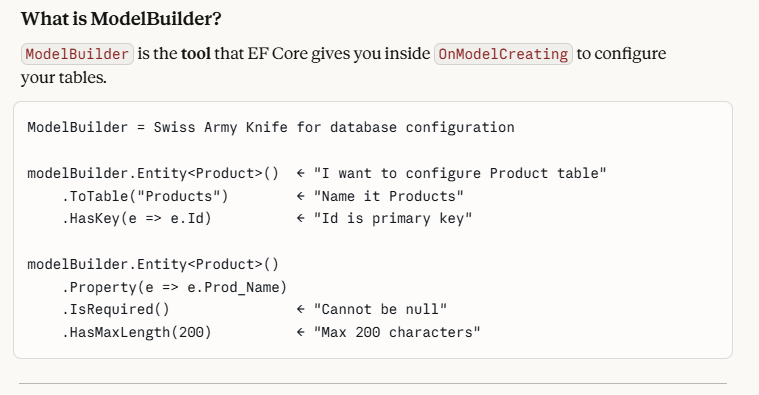 What is ModelBuilder?
ModelBuilder is the tool that EF Core gives you inside OnModelCreating to configure
your tables.
ModelBuilder = Swiss Army Knife for database configuration
modelBuilder.Entity<Product>()  ← "I want to configure Product table"
    .ToTable("Products")        ← "Name it Products"
    .HasKey(e => e.Id)          ← "Id is primary key"
modelBuilder.Entity<Product>()
    .Property(e => e.Prod_Name)
    .IsRequired()               ← "Cannot be null"
    .HasMaxLength(200)          ← "Max 200 characters"